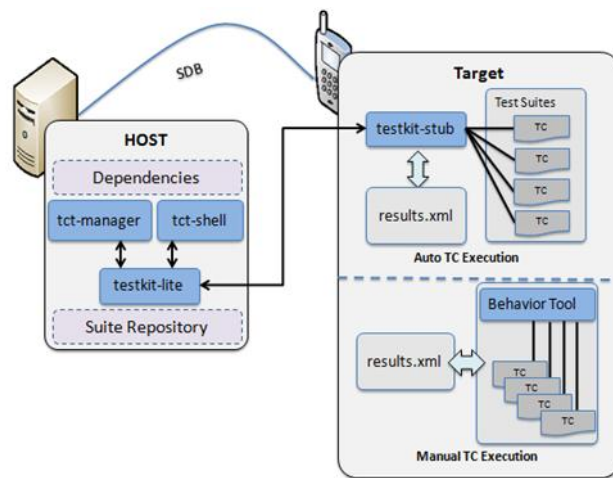 SDB
HOST
Dependencies
tct-manager
tct-shell
testkit-lite
Suite Repository
Target
testkit-stub
Test Suites
TC
TC
TC
TC
results.xml
Auto TC Execution
Behavior Tool
results.xml
TC
TC
TC
TC
Manual TC Execution